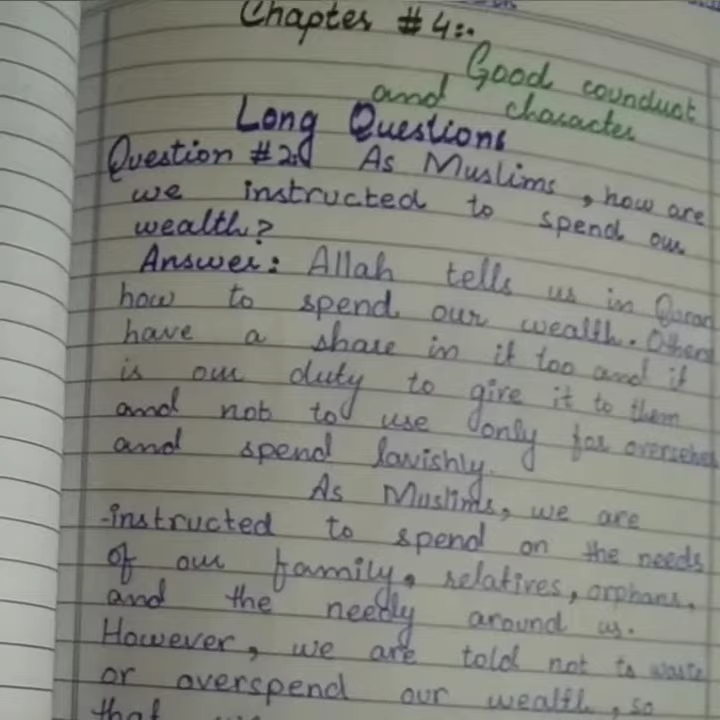 Chapter # 4:-
Good counduct
and character
Long Questions
Question # 2:- As Muslims, how are
we instructed to spend our
wealth?
Answer: Allah tells us in Quran
how to spend our wealth. Others
have a share in it too and it
is our duty to give it to them
and not to use only for
and spend lavishly.
As Muslims, we are
instructed to spend on the needs
of our family, relatives, orphans,
and the needy around us.
However, we are told not to waste
or overspend our wealth, so
that